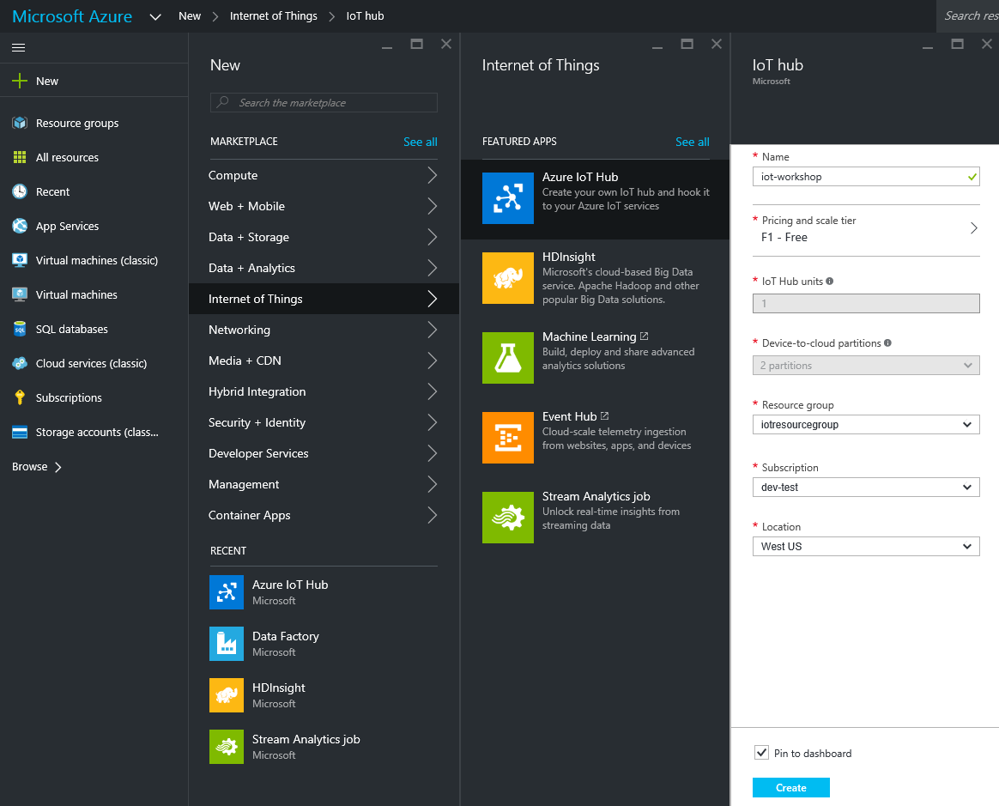 Microsoft Azure New Internet of Things IoT hub Search res
New
Resource groups
All resources
Recent
App Services
Virtual machines (classic)
Virtual machines
SQL databases
Cloud services (classic)
Subscriptions
Storage accounts (class...
Browse
New
Search the marketplace
MARKETPLACE See all
Compute
Web + Mobile
Data + Storage
Data + Analytics
Internet of Things
Networking
Media + CDN
Hybrid Integration
Security + Identity
Developer Services
Management
Container Apps
RECENT
Azure IoT Hub
Microsoft
Data Factory
Microsoft
HDInsight
Microsoft
Stream Analytics job
Microsoft
Internet of Things
FEATURED APPS See all
Azure IoT Hub
Create your own IoT hub and hook it
to your Azure IoT services
HDInsight
Microsoft's cloud-based Big Data
service. Apache Hadoop and other
popular Big Data solutions.
Machine Learning
Build, deploy and share advanced
analytics solutions
Event Hub
Cloud-scale telemetry ingestion
from websites, apps, and devices
Stream Analytics job
Unlock real-time insights from
streaming data
IoT hub
Microsoft
* Name
iot-workshop
* Pricing and scale tier
F1 - Free
* IoT Hub units
1
* Device-to-cloud partitions
2 partitions
* Resource group
iotresourcegroup
* Subscription
dev-test
* Location
West US
Pin to dashboard
Create